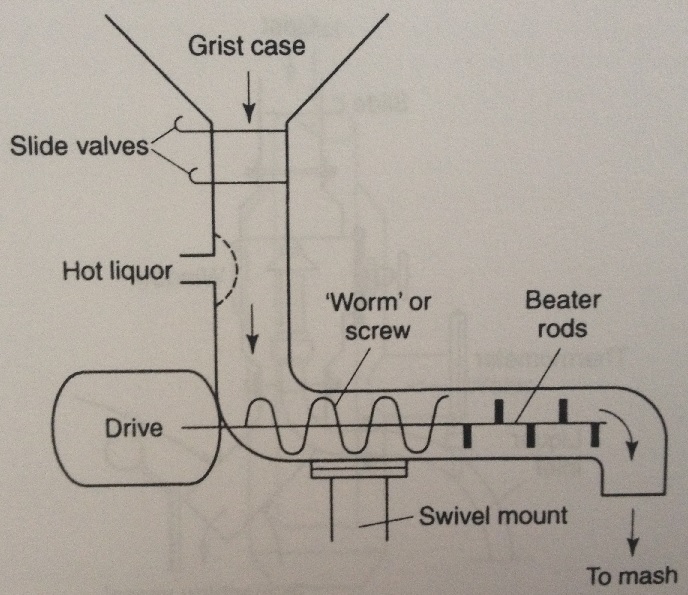 Grist case
Slide valves
Hot liquor
'Worm' or
screw
Beater
rods
Drive
Swivel mount
To mash